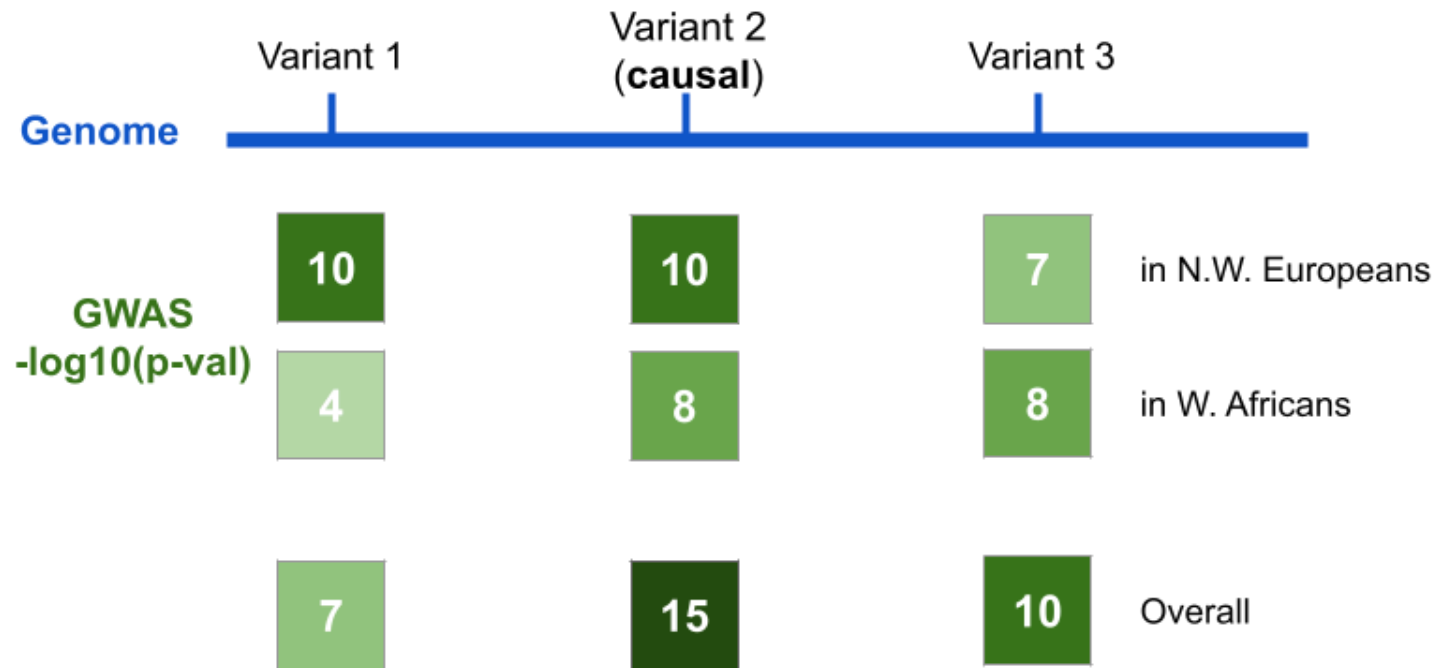 Variant 1
Variant 2
(causal)
Variant 3
Genome
10
10
7
in N.W. Europeans
GWAS
-log10(p-val)
4
8
8
in W. Africans
7
15
10
Overall